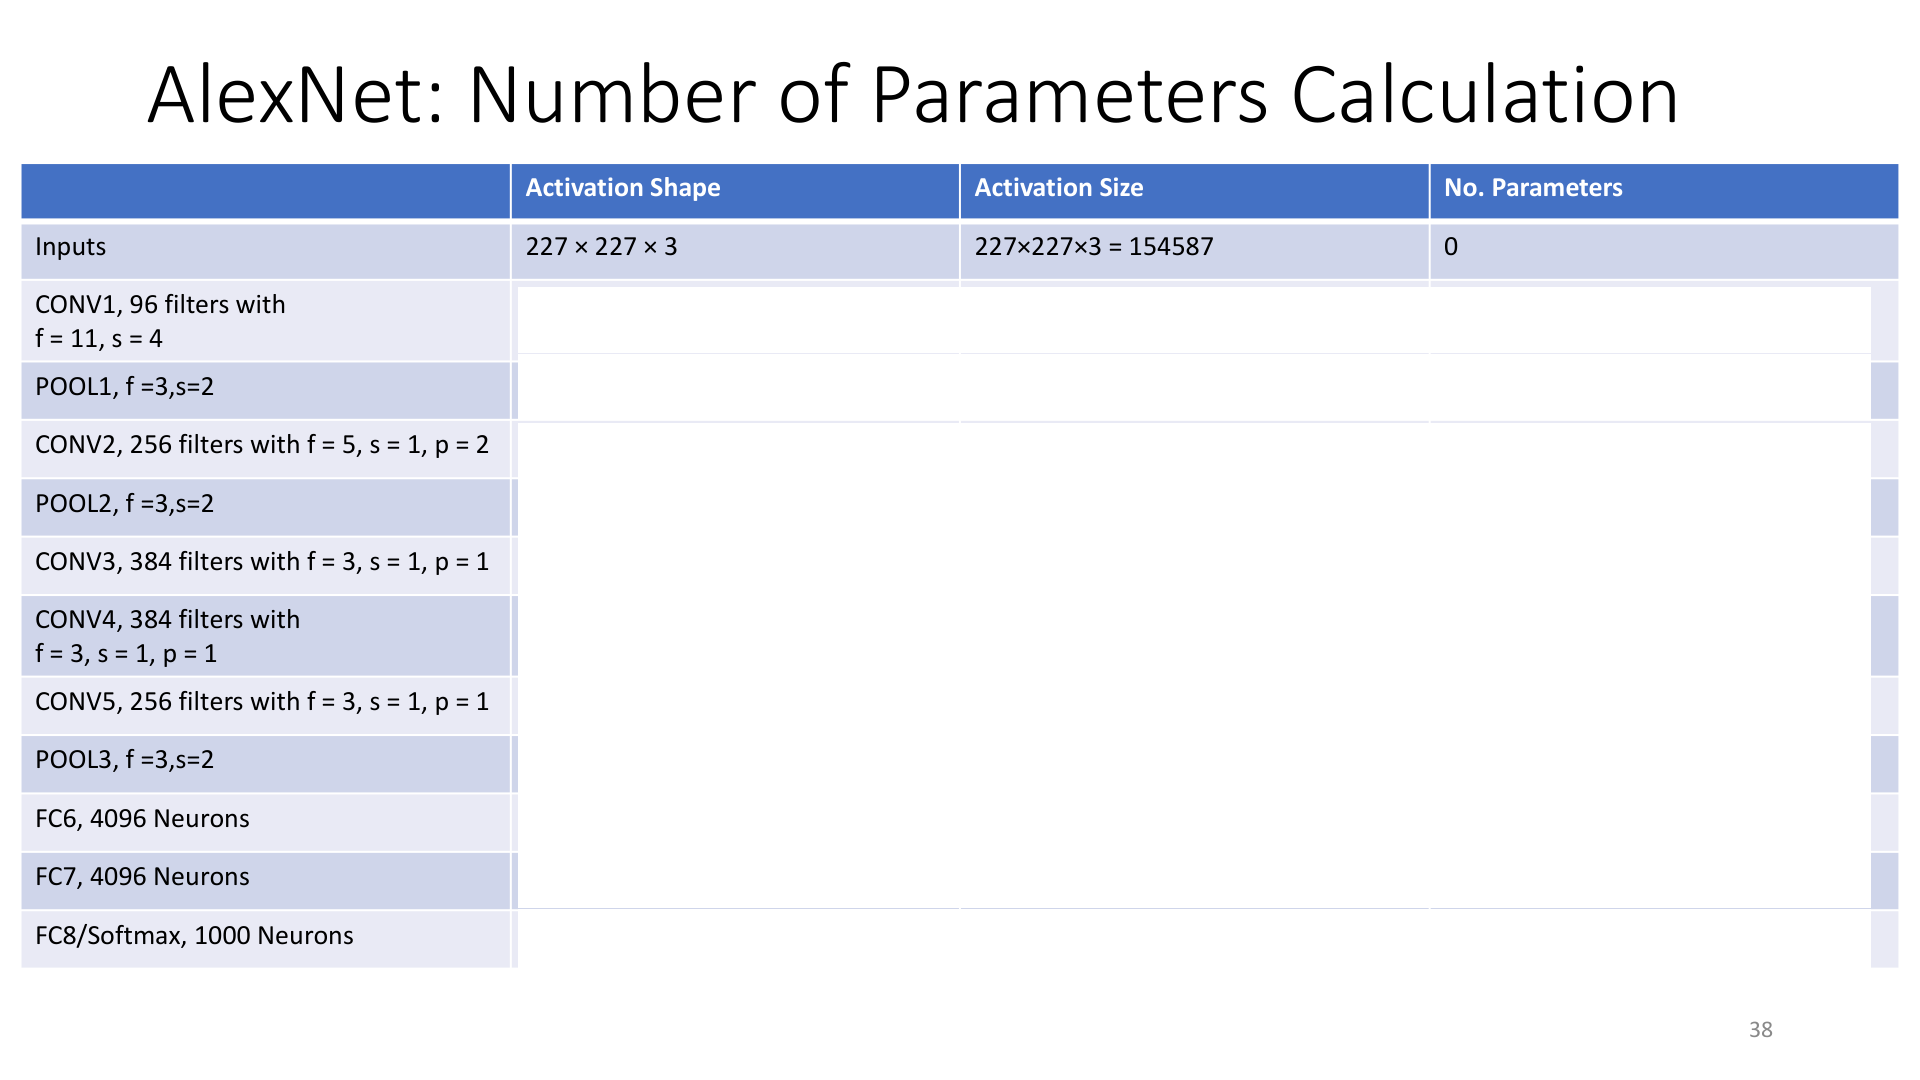 AlexNet: Number of Parameters Calculation
Activation Shape Activation Size No. Parameters
Inputs 227 × 227 × 3 227×227×3 = 154587 0
CONV1, 96 filters with
f = 11, s = 4
POOL1, f =3,s=2
CONV2, 256 filters with f = 5, s = 1, p = 2
POOL2, f =3,s=2
CONV3, 384 filters with f = 3, s = 1, p = 1
CONV4, 384 filters with
f = 3, s = 1, p = 1
CONV5, 256 filters with f = 3, s = 1, p = 1
POOL3, f =3,s=2
FC6, 4096 Neurons
FC7, 4096 Neurons
FC8/Softmax, 1000 Neurons
38